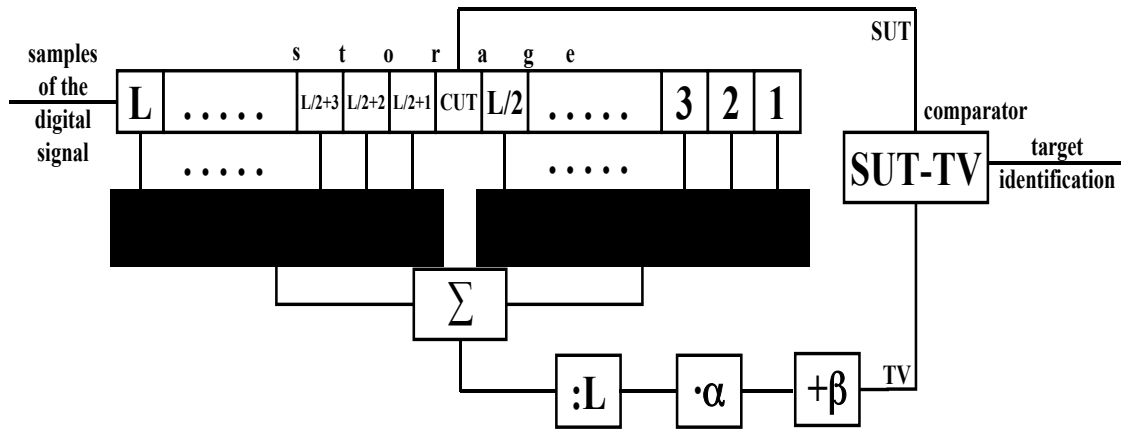 s t o r a g e
SUT
samples
of the
digital
signal
L ..... L/2+3 L/2+2 L/2+1 CUT L/2 ..... 3 2 1
..... .....
comparator
SUT-TV
target
identification
∑
:L ·α +β TV